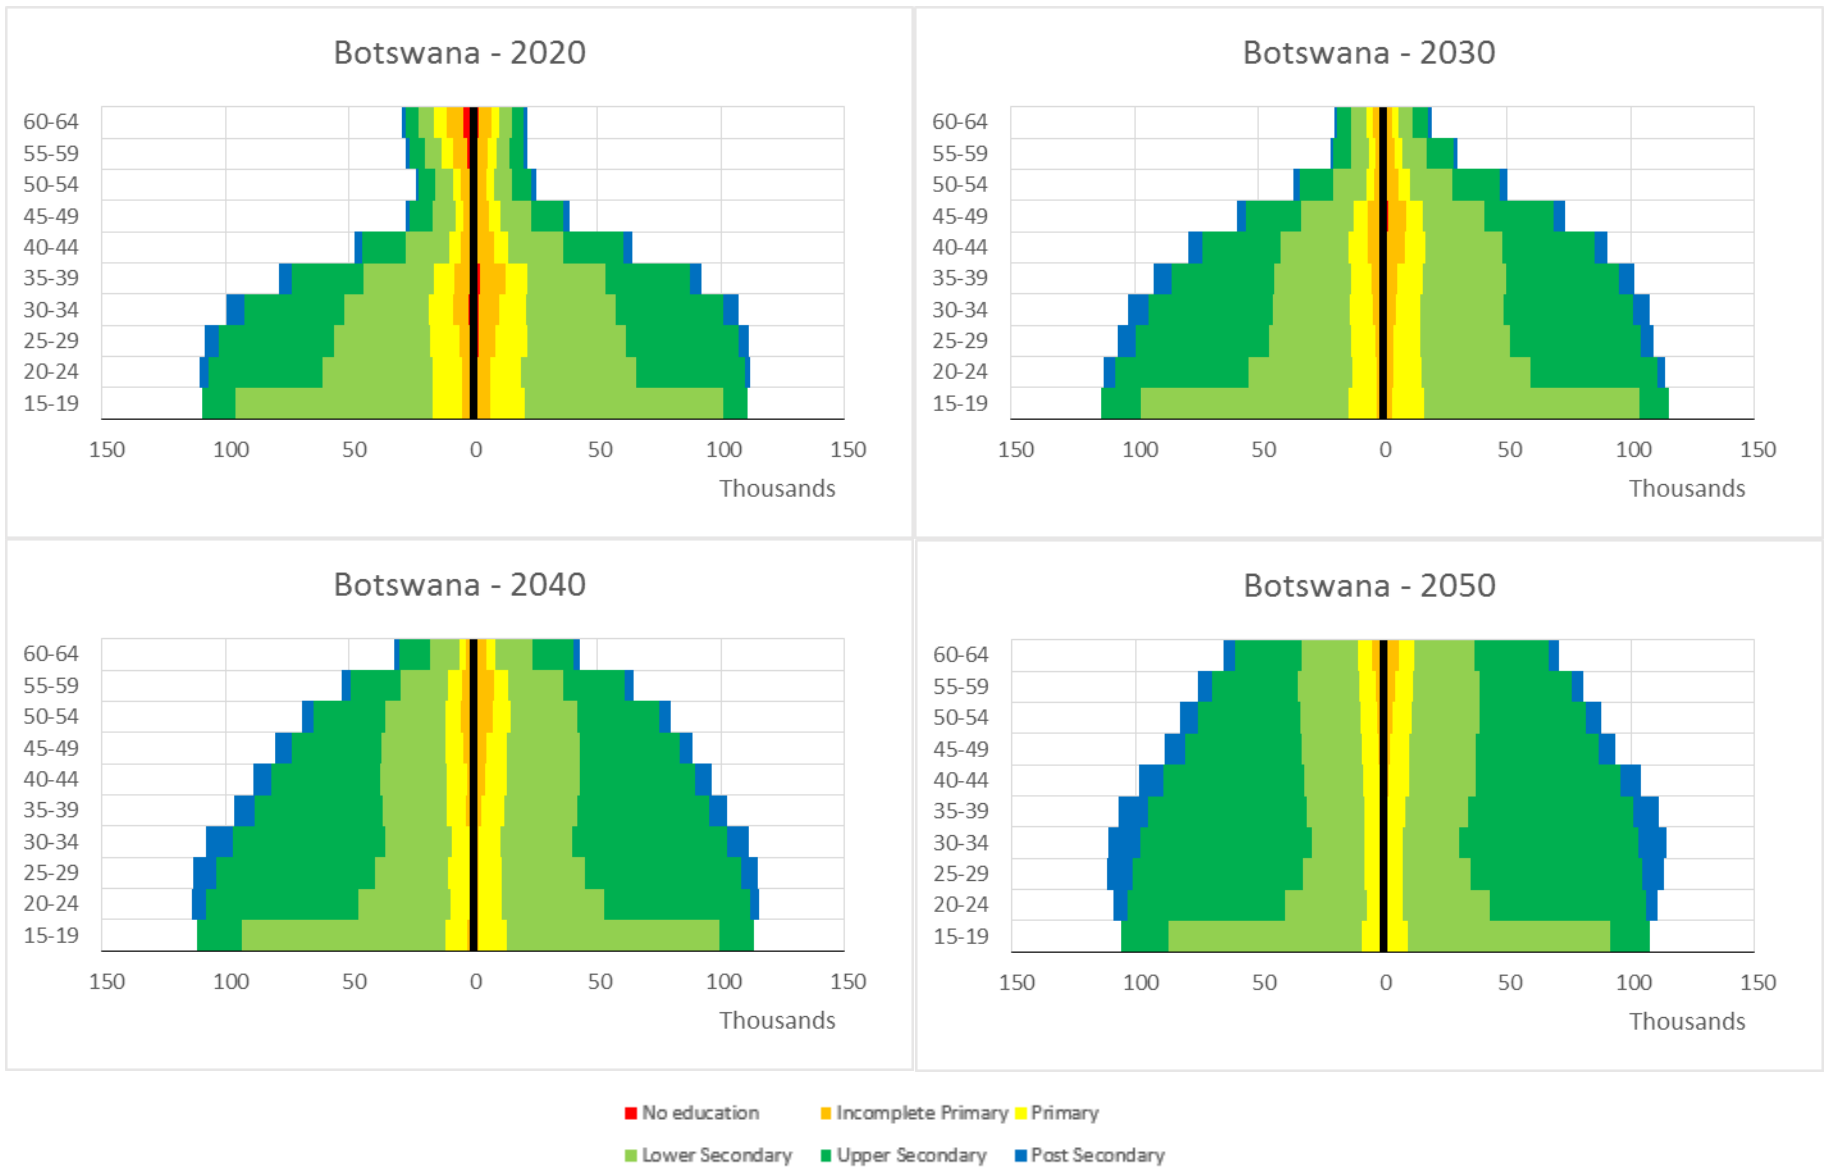 Botswana - 2020
60-64
55-59
50-54
45-49
40-44
35-39
30-34
25-29
20-24
15-19
150 100 50 0 50 100 150
Thousands
Botswana - 2030
60-64
55-59
50-54
45-49
40-44
35-39
30-34
25-29
20-24
15-19
150 100 50 0 50 100 150
Thousands
Botswana - 2040
60-64
55-59
50-54
45-49
40-44
35-39
30-34
25-29
20-24
15-19
150 100 50 0 50 100 150
Thousands
Botswana - 2050
60-64
55-59
50-54
45-49
40-44
35-39
30-34
25-29
20-24
15-19
150 100 50 0 50 100 150
Thousands
No education Incomplete Primary Primary
Lower Secondary Upper Secondary Post Secondary